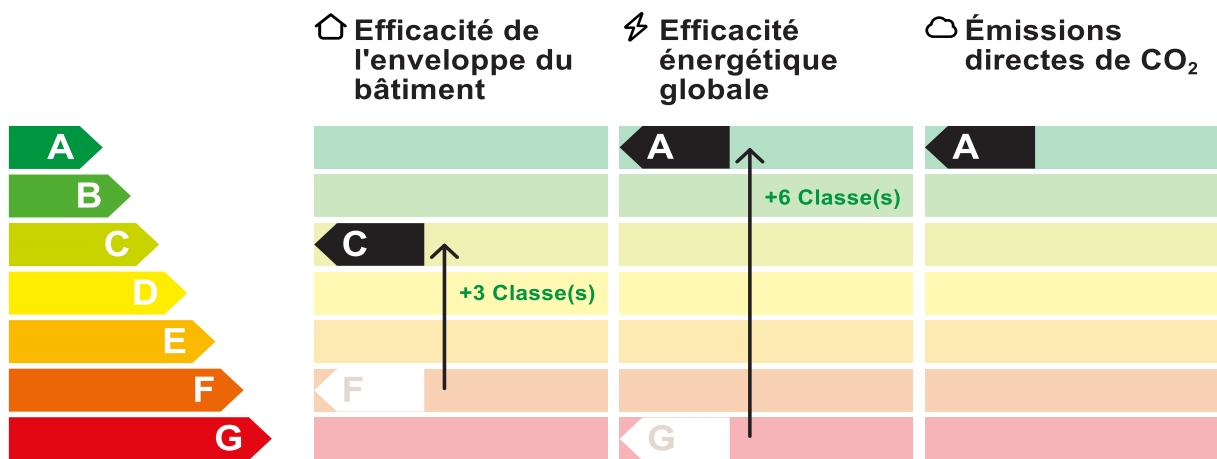 Efficacité de
l'enveloppe du
bâtiment
Efficacité
énergétique
globale
Émissions
directes de CO₂
A
A
A
B
+6 Classe(s)
C
C
D
+3 Classe(s)
E
F
F
G
G